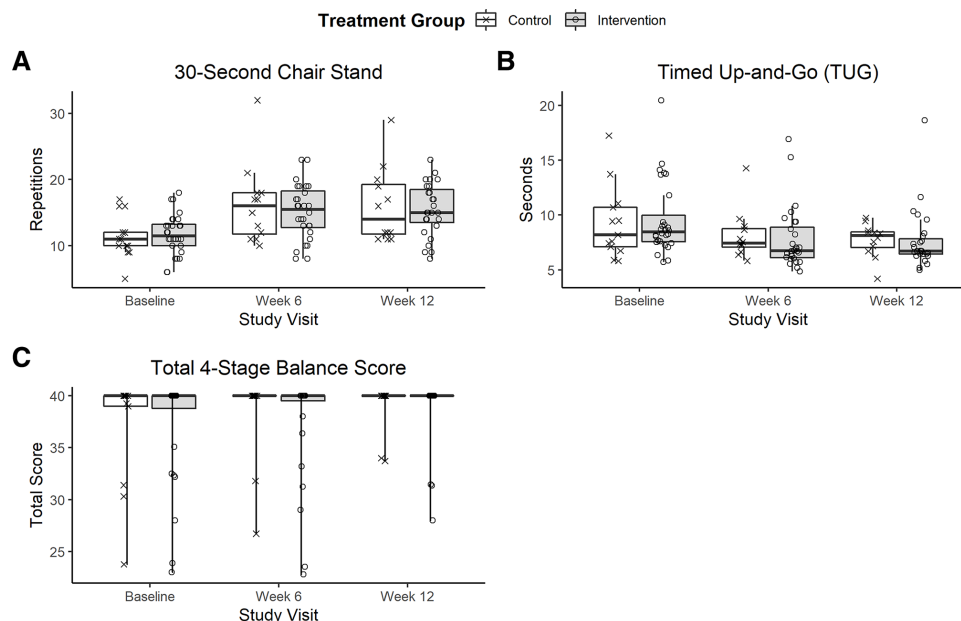 Treatment Group Control Intervention
A
30-Second Chair Stand
30
20
10
Repetitions
Baseline Week 6 Week 12
Study Visit
B
Timed Up-and-Go (TUG)
20
15
10
5
Seconds
Baseline Week 6 Week 12
Study Visit
C
Total 4-Stage Balance Score
40
35
30
25
Total Score
Baseline Week 6 Week 12
Study Visit